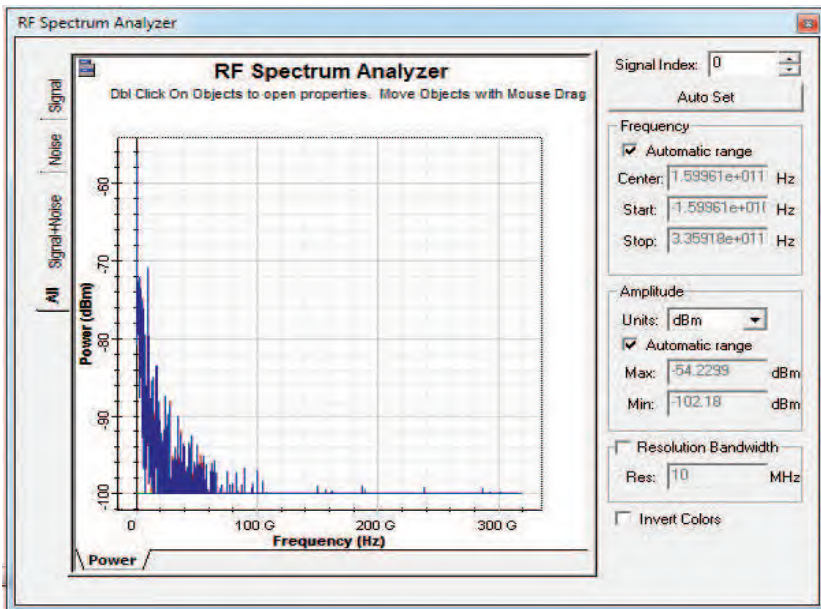 RF Spectrum Analyzer
RF Spectrum Analyzer
Dbl Click On Objects to open properties. Move Objects with Mouse Drag
Signal
Noise
Signal+Noise
All
Power (dBm)
-60
-70
-80
-90
-100
0
100 G
200 G
300 G
Frequency (Hz)
Power
Signal Index: 0
Auto Set
Frequency
Automatic range
Center: 1.59961e+011 Hz
Start: -1.59961e+01( Hz
Stop: 3.35918e+011 Hz
Amplitude
Units: dBm
Automatic range
Max: -54.2299 dBm
Min: -102.18 dBm
Resolution Bandwidth
Res: 10 MHz
Invert Colors